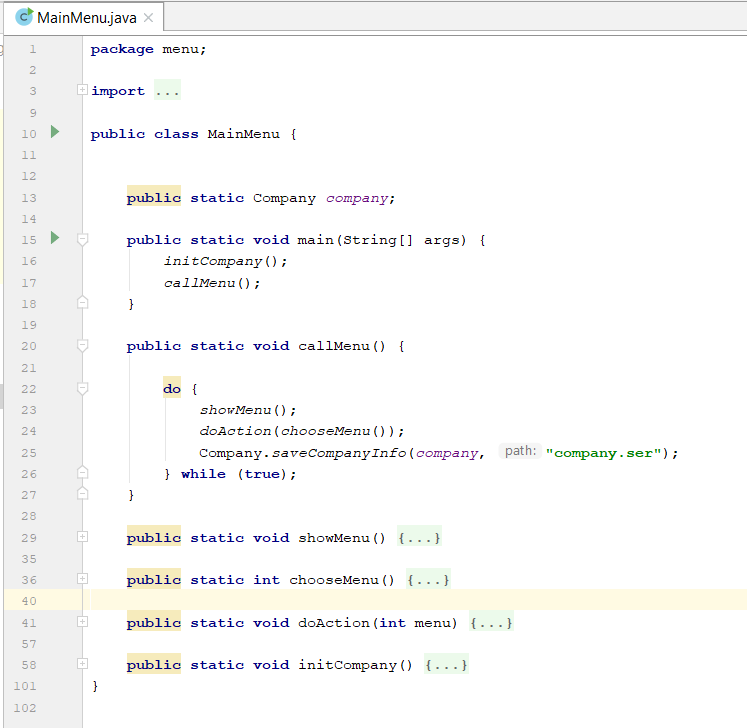 MainMenu.java
1 package menu;
2
3 import ...
9
10 public class MainMenu {
11
12
13 public static Company company;
14
15 public static void main(String[] args) {
16 initCompany();
17 callMenu();
18 }
19
20 public static void callMenu() {
21
22 do {
23 showMenu();
24 doAction(chooseMenu());
25 Company.saveCompanyInfo(company, path: "company.ser");
26 } while (true);
27 }
28
29 public static void showMenu() {...}
35
36 public static int chooseMenu() {...}
40
41 public static void doAction(int menu) {...}
57
58 public static void initCompany() {...}
101 }
102